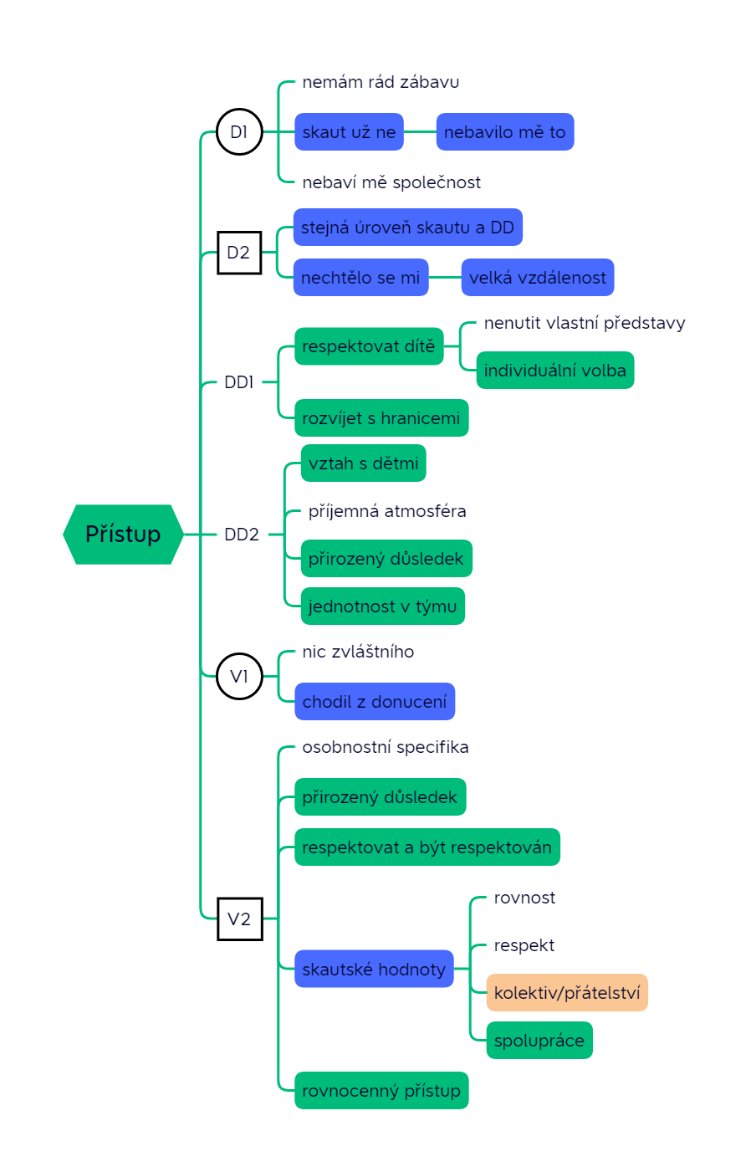 nemám rád zábavu
D1
skaut už ne
nebavilo mě to
nebaví mě společnost
stejná úroveň skautu a DD
D2
nechtělo se mi
velká vzdálenost
nenutit vlastní představy
respektovat dítě
individuální volba
DD1
rozvíjet s hranicemi
vztah s dětmi
příjemná atmosféra
Přístup
DD2
přirozený důsledek
jednotnost v týmu
nic zvláštního
V1
chodil z donucení
osobnostní specifika
přirozený důsledek
respektovat a být respektován
V2
rovnost
respekt
skautské hodnoty
kolektiv/přátelství
spolupráce
rovnocenný přístup